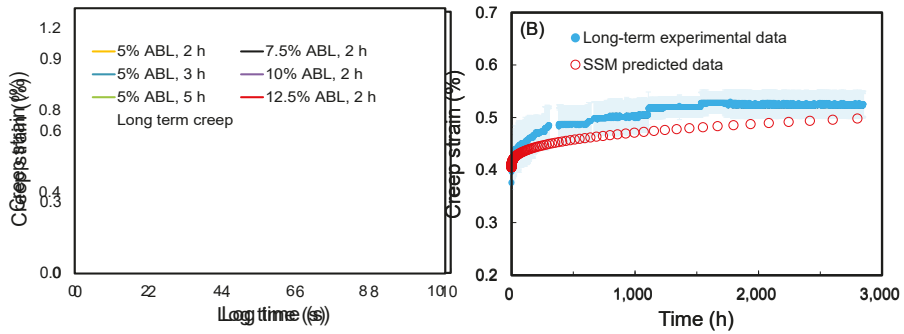 1.2
0.9
0.8
0.6
0.4
0.3
0.0
Creep strain (%)
5% ABL, 2 h
7.5% ABL, 2 h
5% ABL, 3 h
10% ABL, 2 h
5% ABL, 5 h
12.5% ABL, 2 h
Long term creep
0 2 4 6 8 10
Log time (s)
(B)
Long-term experimental data
SSM predicted data
0.7
0.6
0.5
0.4
0.3
0.2
Creep strain (%)
0 1,000 2,000 3,000
Time (h)